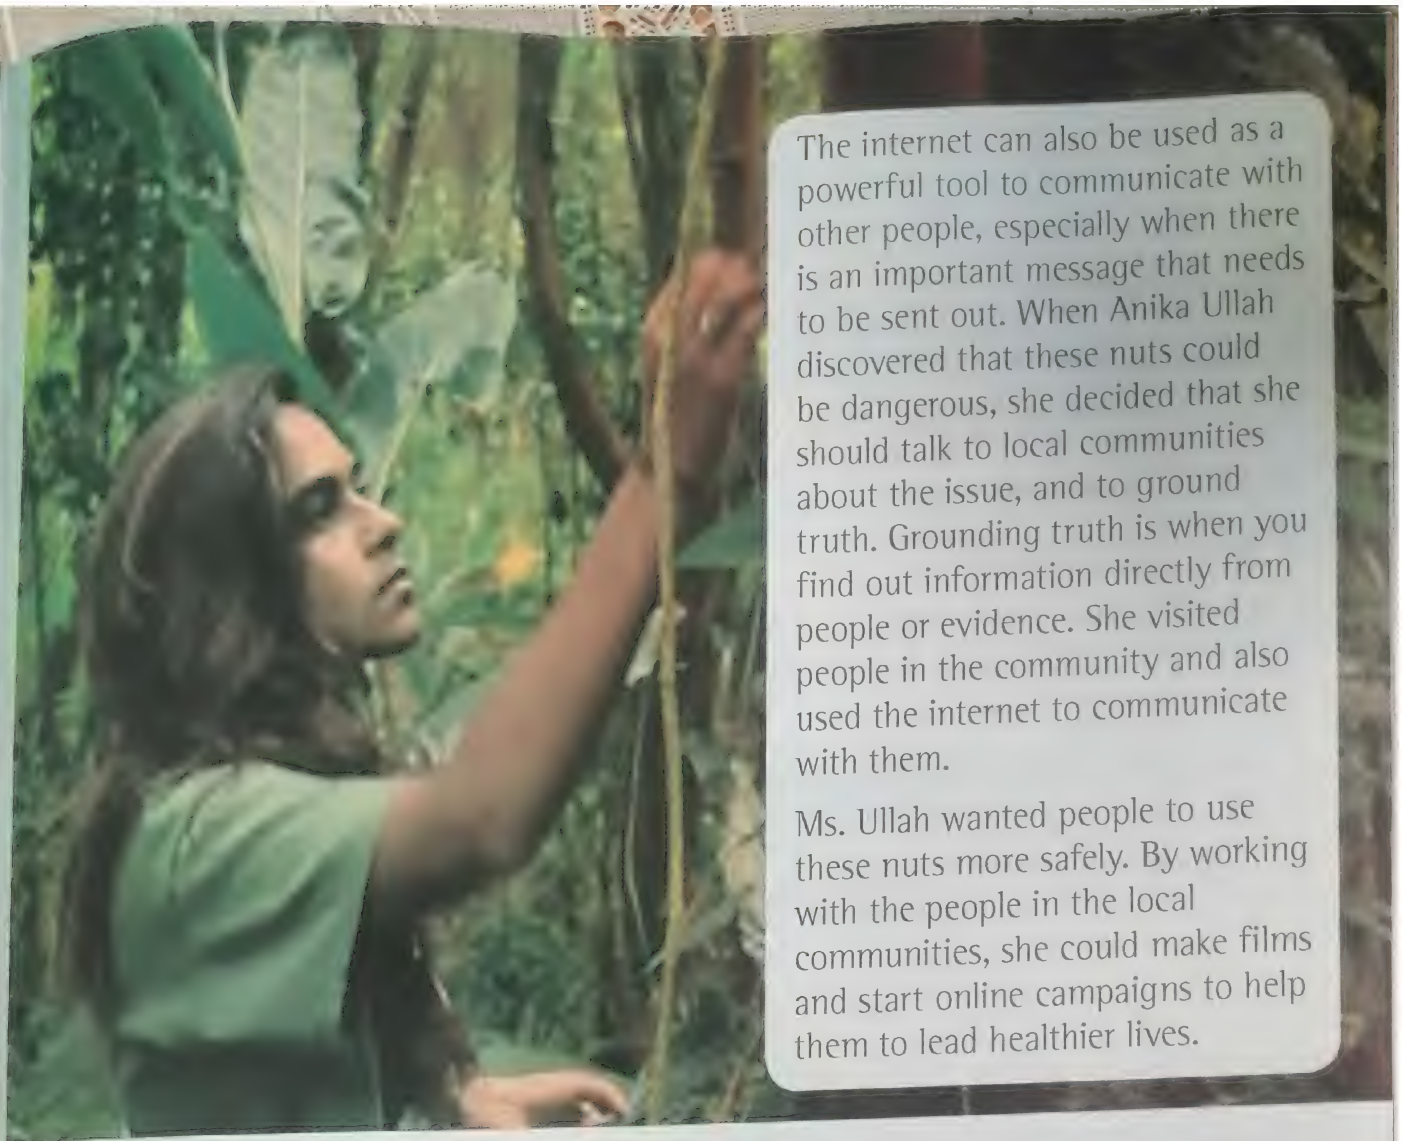 The internet can also be used as a
powerful tool to communicate with
other people, especially when there
is an important message that needs
to be sent out. When Anika Ullah
discovered that these nuts could
be dangerous, she decided that she
should talk to local communities
about the issue, and to ground
truth. Grounding truth is when you
find out information directly from
people or evidence. She visited
people in the community and also
used the internet to communicate
with them.
Ms. Ullah wanted people to use
these nuts more safely. By working
with the people in the local
communities, she could make films
and start online campaigns to help
them to lead healthier lives.